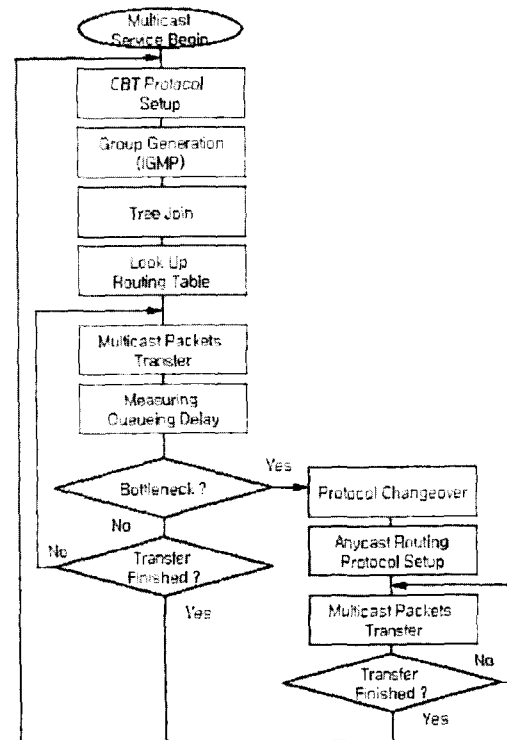 Multicast
Service Begin
CBT Protocol
Setup
Group Generation
(IGMP)
Tree Join
Look Up
Routing Table
Multicast Packets
Transfer
Measuring
Queueing Delay
Bottleneck ?
Yes
No
Protocol Changeover
Anycast Routing
Protocol Setup
No
Transfer
Finished ?
Yes
Multicast Packets
Transfer
Transfer
Finished ?
No
Yes